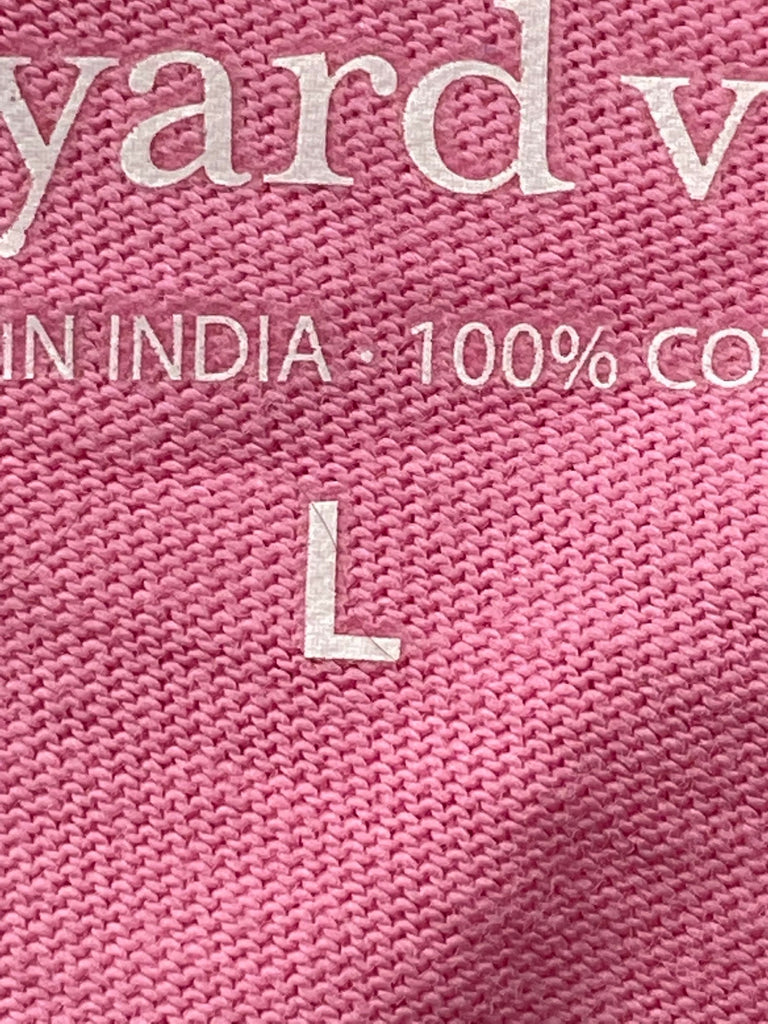 yard v
IN INDIA · 100% CO
L